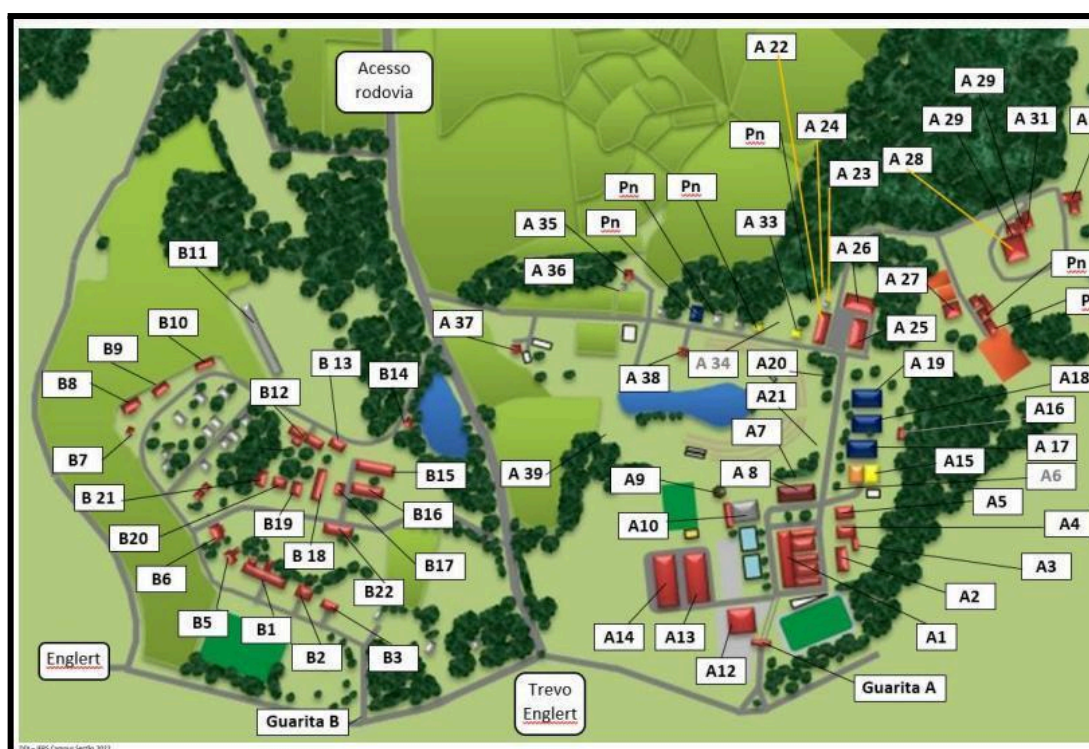 A 22
Acesso
rodovia
A 29
A 29
A 31
A
A 24
Pn
A 28
A 23
Pn
Pn
A 35
Pn
A 33
A 26
A 36
Pn
B11
A 27
P
A 37
A 25
B10
B9
B 13
B14
A 34
A20
A 19
B8
B12
A 38
A18
A21
A16
B7
A7
A 17
B15
A 39
A9
A 8
A15
A6
B 21
B16
A5
B19
A10
A4
B20
B 18
B17
A3
B6
B22
A2
B5
B1
A14
A13
A1
Englert
B2
B3
A12
Trevo
Englert
Guarita A
Guarita B